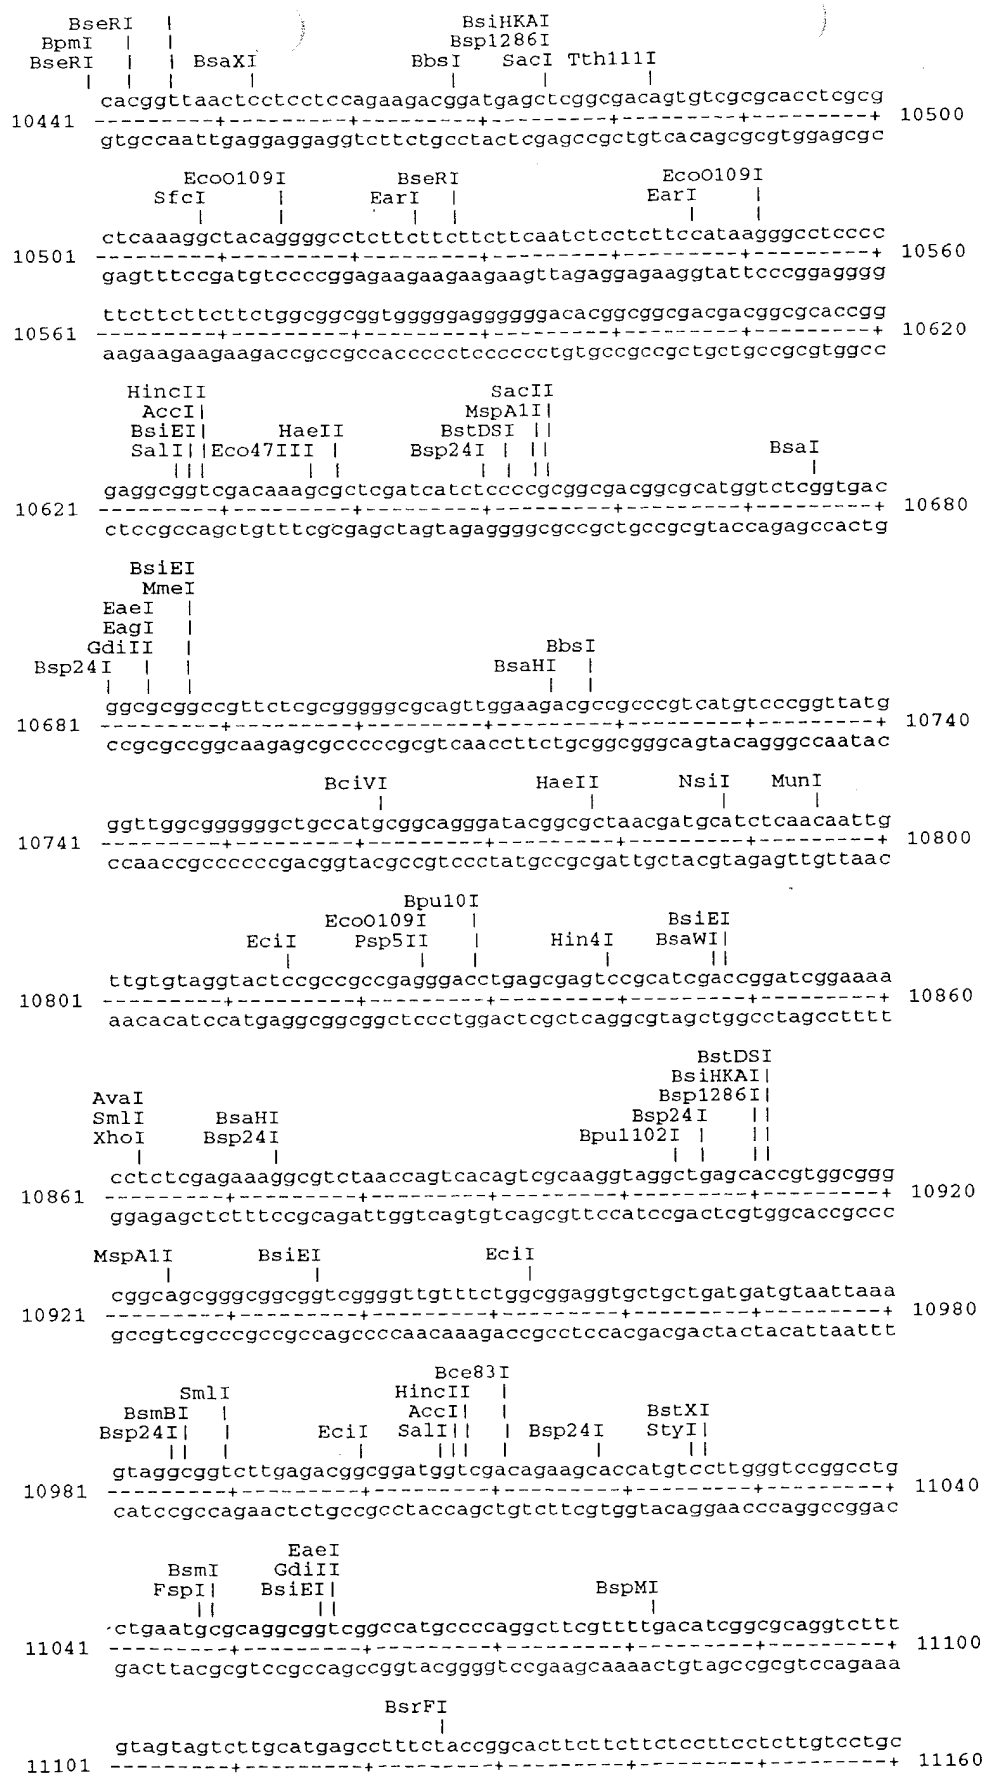 BseRI |
BpmI | |
BseRI | | BsaXI BsiHKAI Bsp1286I BbsI SacI Tth111I
cacggttaactcctcctccagaagacggatgagctcggcgacagtgtcgcgcacctcgcg
10441 ---------+---------+---------+---------+---------+---------+ 10500
gtgccaattgaggaggaggtcttctgcctactcgagccgctgtcacagcgcgtggagcgc
EcoO109I BseRI EcoO109I
SfcI | EarI | EarI |
ctcaaaggctacaggggcctcttcttcttcttcaatctcctcttccataagggcctcccc
10501 ---------+---------+---------+---------+---------+---------+ 10560
gagtttccgatgtccccggagaagaagaagaagttagaggagaaggtattcccggagggg
ttcttcttcttctggcggcggtgggggaggggggacacggcggcgacgacggcgcaccgg
10561 ---------+---------+---------+---------+---------+---------+ 10620
aagaagaagaagaccgccgccaccccctcccccctgtgccgccgctgctgccgcgtggcc
HincII SacII
AccI| MspA1I|
BsiEI| HaeII BstDSI ||
SalI||Eco47III | Bsp24I | || BsaI
gaggcggtcgacaaagcgctcgatcatctccccgcggcgacggcgcatggtctcggtgac
10621 ---------+---------+---------+---------+---------+---------+ 10680
ctccgccagctgtttcgcgagctagtagaggggcgccgctgccgcgtaccagagccactg
BsiEI
MmeI
EaeI |
EagI |
GdiII | BbsI
Bsp24I | | BsaHI |
ggcgcggccgttctcgcgggggcgcagttggaagacgccgcccgtcatgtcccggttatg
10681 ---------+---------+---------+---------+---------+---------+ 10740
ccgcgccggcaagagcgcccccgcgtcaaccttctgcggcgggcagtacagggccaatac
BciVI HaeII NsiI MunI
ggttggcggggggctgccatgcggcagggatacggcgctaacgatgcatctcaacaattg
10741 ---------+---------+---------+---------+---------+---------+ 10800
ccaaccgccccccgacggtacgccgtccctatgccgcgattgctacgtagagttgttaac
Bpu10I
EcoO109I | BsiEI
EciI Psp5II | Hin4I BsaWI|
ttgtgtaggtactccgccgccgagggacctgagcgagtccgcatcgaccggatcggaaaa
10801 ---------+---------+---------+---------+---------+---------+ 10860
aacacatccatgaggcggcggctccctggactcgctcaggcgtagctggcctagcctttt
BstDSI
BsiHKAI|
AvaI Bsp1286I|
SmlI BsaHI Bsp24I ||
XhoI Bsp24I Bpu1102I | ||
cctctcgagaaaggcgtctaaccagtcacagtcgcaaggtaggctgagcaccgtggcggg
10861 ---------+---------+---------+---------+---------+---------+ 10920
ggagagctctttccgcagattggtcagtgtcagcgttccatccgactcgtggcaccgccc
MspA1I BsiEI EciI
cggcagcgggcggcggtcggggttgtttctggcggaggtgctgctgatgatgtaattaaa
10921 ---------+---------+---------+---------+---------+---------+ 10980
gccgtcgcccgccgccagccccaacaaagaccgcctccacgacgactactacattaattt
Bce83I
SmlI HincII |
BsmBI | AccI| | BstXI
Bsp24I| | EciI SalI|| | Bsp24I StyI|
gtaggcggtcttgagacggcggatggtcgacagaagcaccatgtccttgggtccggcctg
10981 ---------+---------+---------+---------+---------+---------+ 11040
catccgccagaactctgccgcctaccagctgtcttcgtggtacaggaacccaggccggac
EaeI
BsmI GdiII
FspI| BsiEI| BspMI
ctgaatgcgcaggcggtcggccatgccccaggcttcgttttgacatcggcgcaggtcttt
11041 ---------+---------+---------+---------+---------+---------+ 11100
gacttacgcgtccgccagccggtacggggtccgaagcaaaactgtagccgcgtccagaaa
BsrFI
gtagtagtcttgcatgagcctttctaccggcacttcttcttctccttcctcttgtcctgc
11101 ---------+---------+---------+---------+---------+---------+ 11160